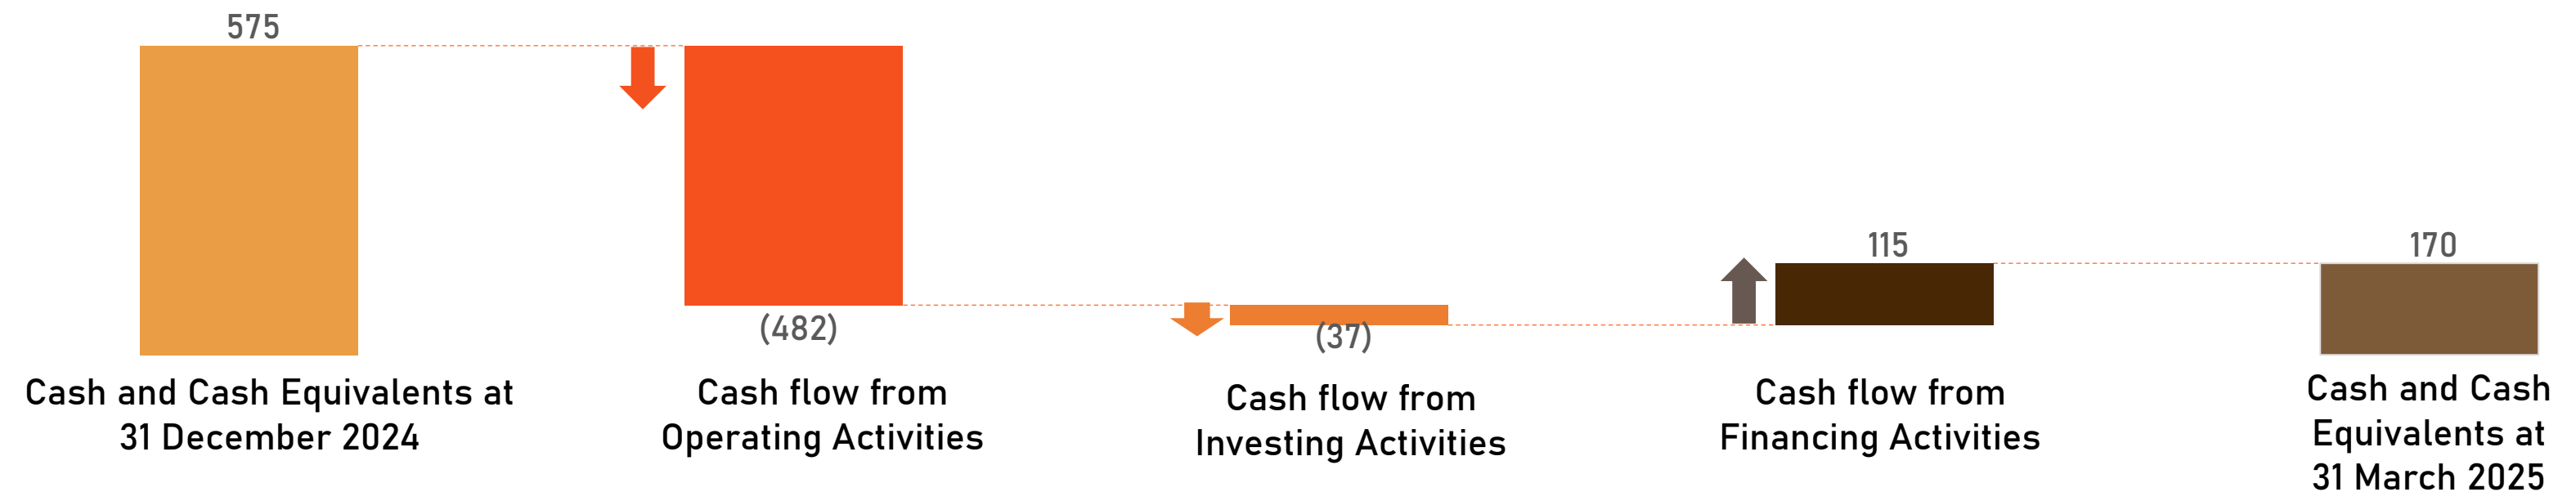 575
(482)
(37)
115
170
Cash and Cash Equivalents at
31 December 2024
Cash flow from
Operating Activities
Cash flow from
Investing Activities
Cash flow from
Financing Activities
Cash and Cash
Equivalents at
31 March 2025